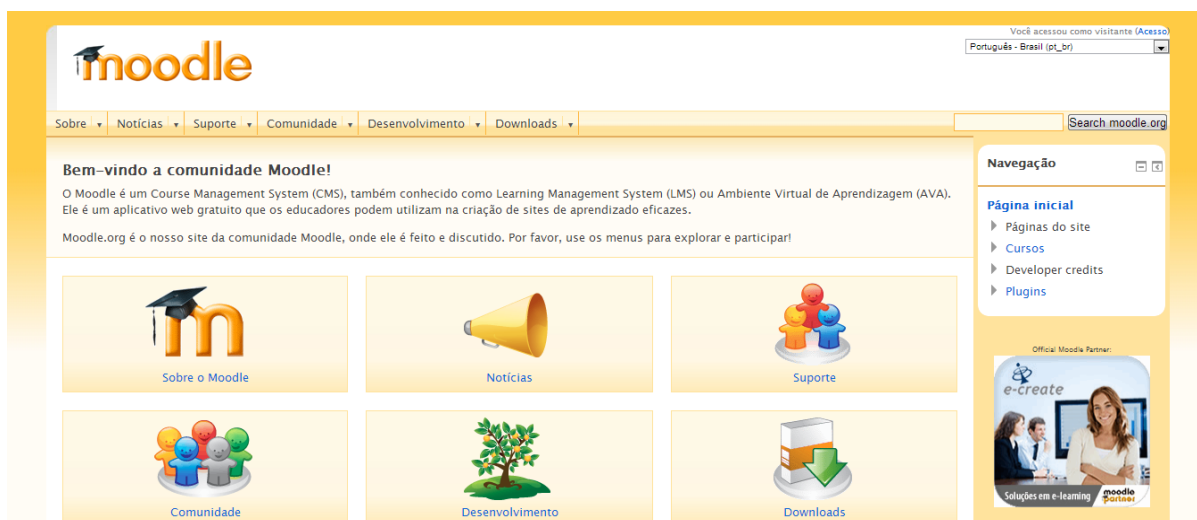 moodle
Você acessou como visitante (Acesso)
Português - Brasil (pt_br)
Sobre Notícias Suporte Comunidade Desenvolvimento Downloads
Search moodle.org
Bem-vindo a comunidade Moodle!
O Moodle é um Course Management System (CMS), também conhecido como Learning Management System (LMS) ou Ambiente Virtual de Aprendizagem (AVA).
Ele é um aplicativo web gratuito que os educadores podem utilizam na criação de sites de aprendizado eficazes.
Moodle.org é o nosso site da comunidade Moodle, onde ele é feito e discutido. Por favor, use os menus para explorar e participar!
m
Sobre o Moodle
Notícias
Suporte
Comunidade
Desenvolvimento
Downloads
Navegação
Página inicial
Páginas do site
Cursos
Developer credits
Plugins
Official Moodle Partner:
e-create
Soluções em e-learning
moodle
partner